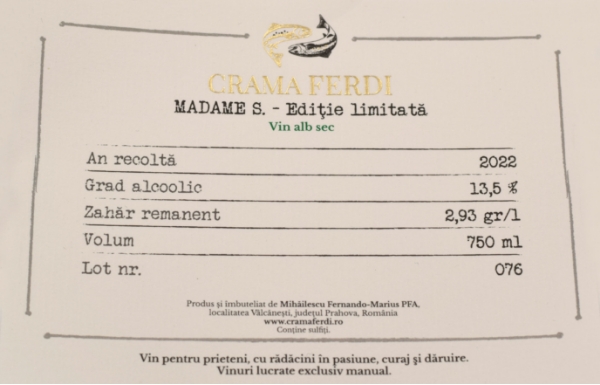 CRAMA FERDI
MADAME S. - Ediţie limitată
Vin alb sec
An recoltă 2022
Grad alcoolic 13,5 %
Zahăr remanent 2,93 gr/l
Volum 750 ml
Lot nr. 076
Produs şi îmbuteliat de Mihăilescu Fernando-Marius PFA,
localitatea Vălcăneşti, judeţul Prahova, România
www.cramaferdi.ro
Conţine sulfiţi.
Vin pentru prieteni, cu rădăcini în pasiune, curaj şi dăruire.
Vinuri lucrate exclusiv manual.